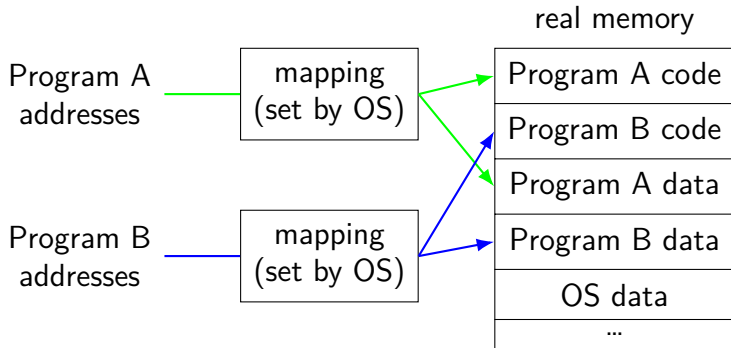 real memory
Program A
addresses
mapping
(set by OS)
Program A code
Program B code
Program A data
Program B
addresses
mapping
(set by OS)
Program B data
OS data
...